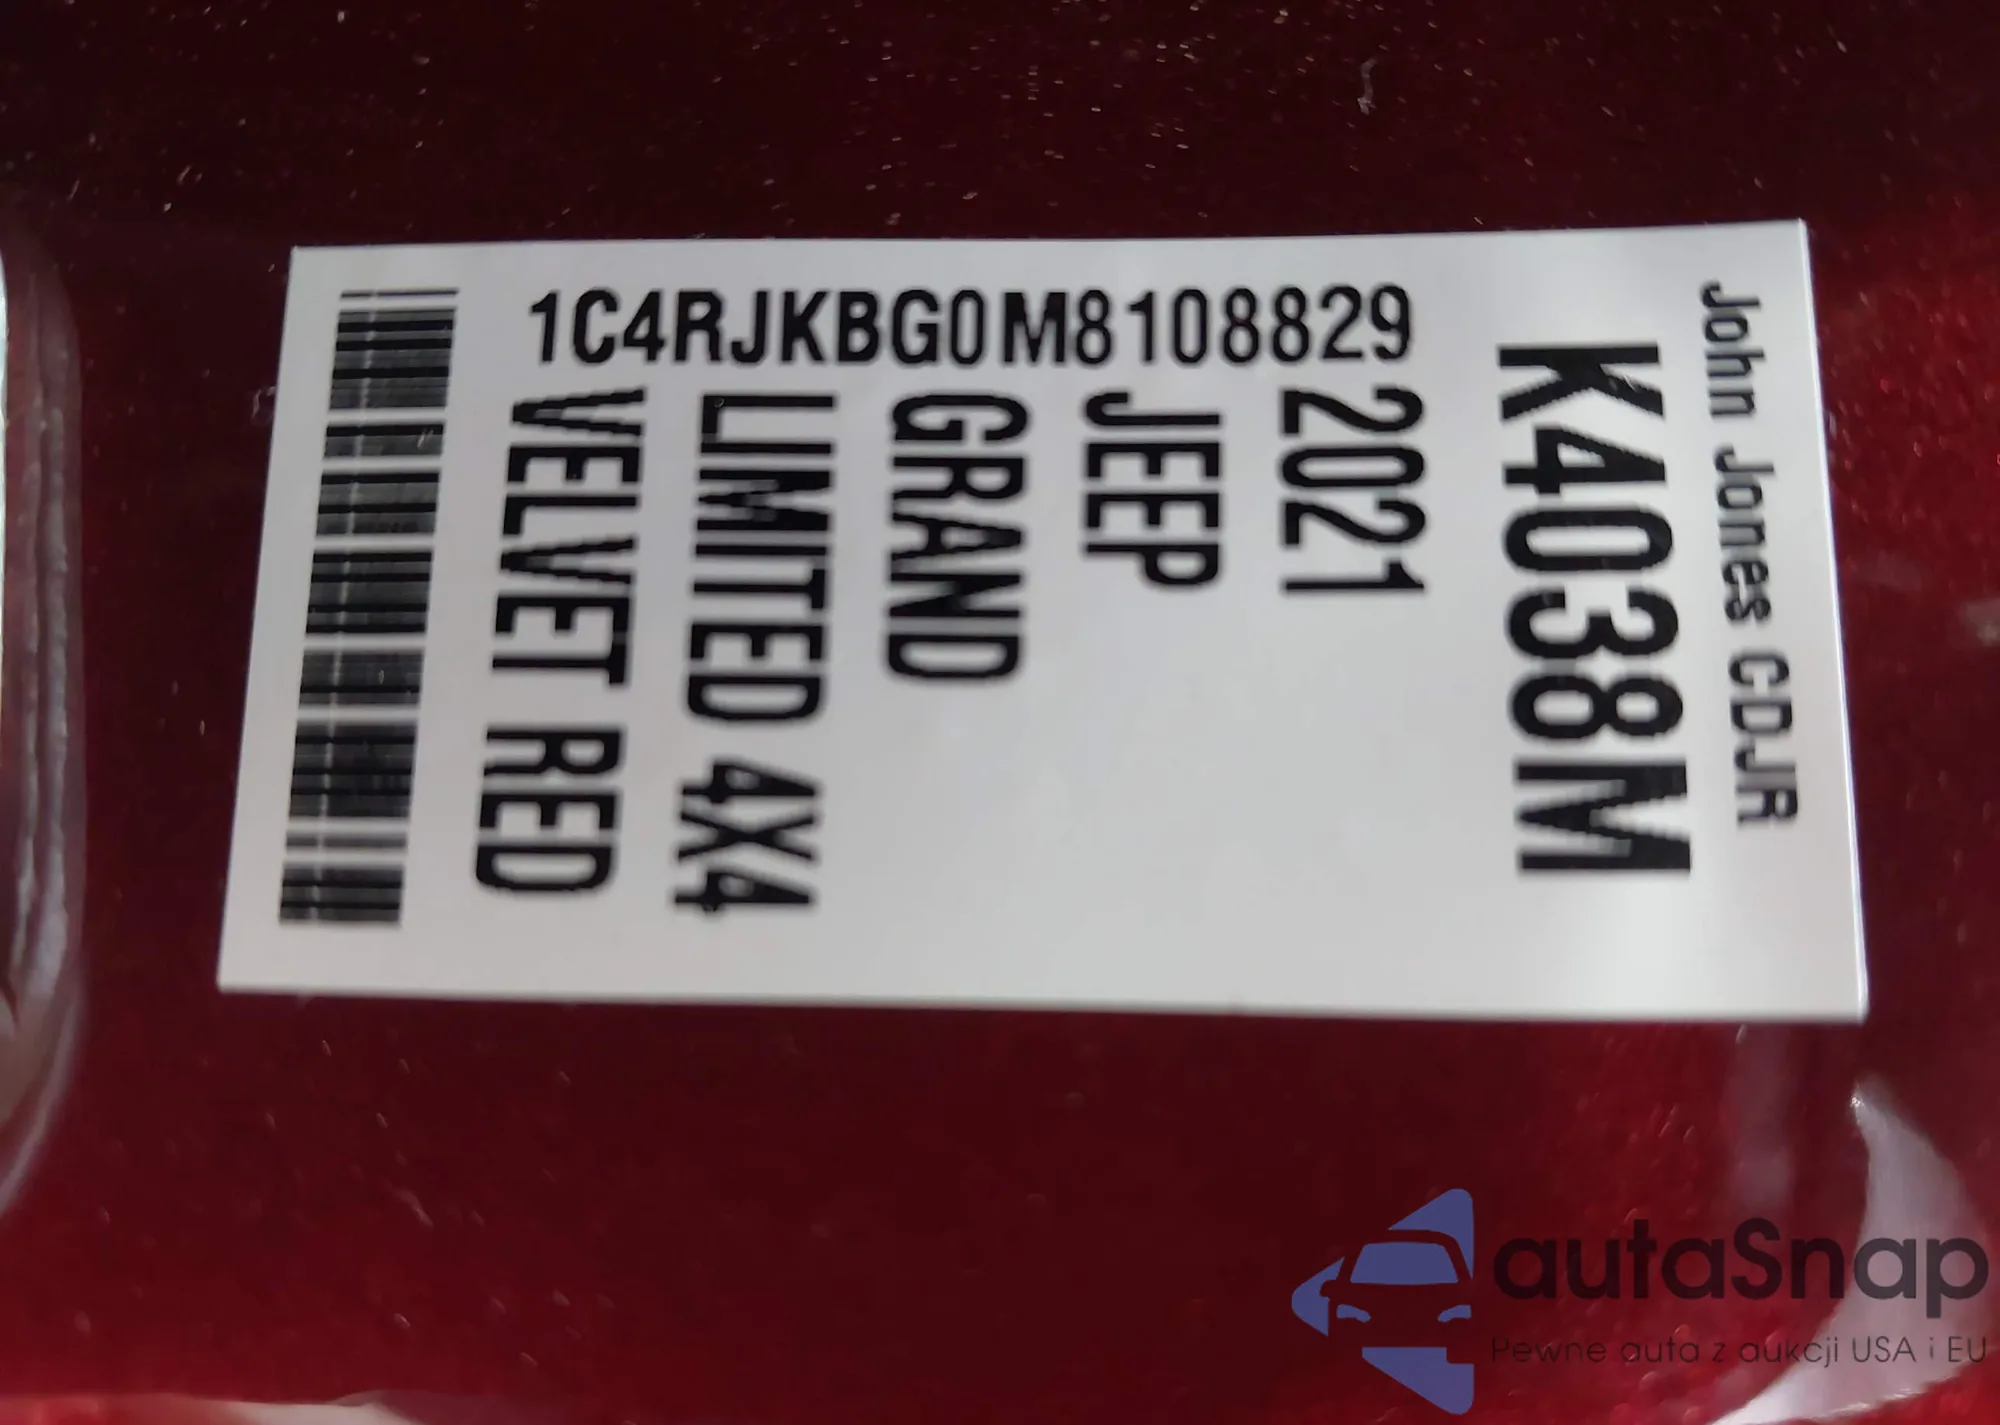 John Jones CDJR
K4038M
2021
JEEP
GRAND
LIMITED 4X4
VELVET RED
1C4RJKBG0M8108829
autaSnap
Pewne auta z aukcji USA i EU